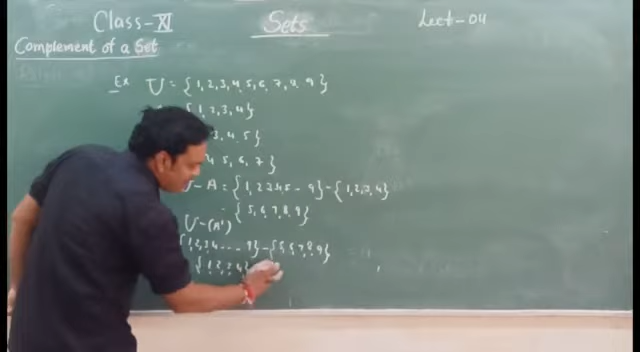 Class-XI Sets Lect-04
Complement of a Set
Ex U = {1,2,3,4,5,6,7,8,9}
{1,2,3,4}
3,4,5}
4,5,6,7}
U-A = {1,2,3,4,5 - 9} - {1,2,3,4}
= {5,6,7,8,9}
U-(A')
{1,2,3,4....9} - {5,6,7,8,9}
{1,2,3,4}